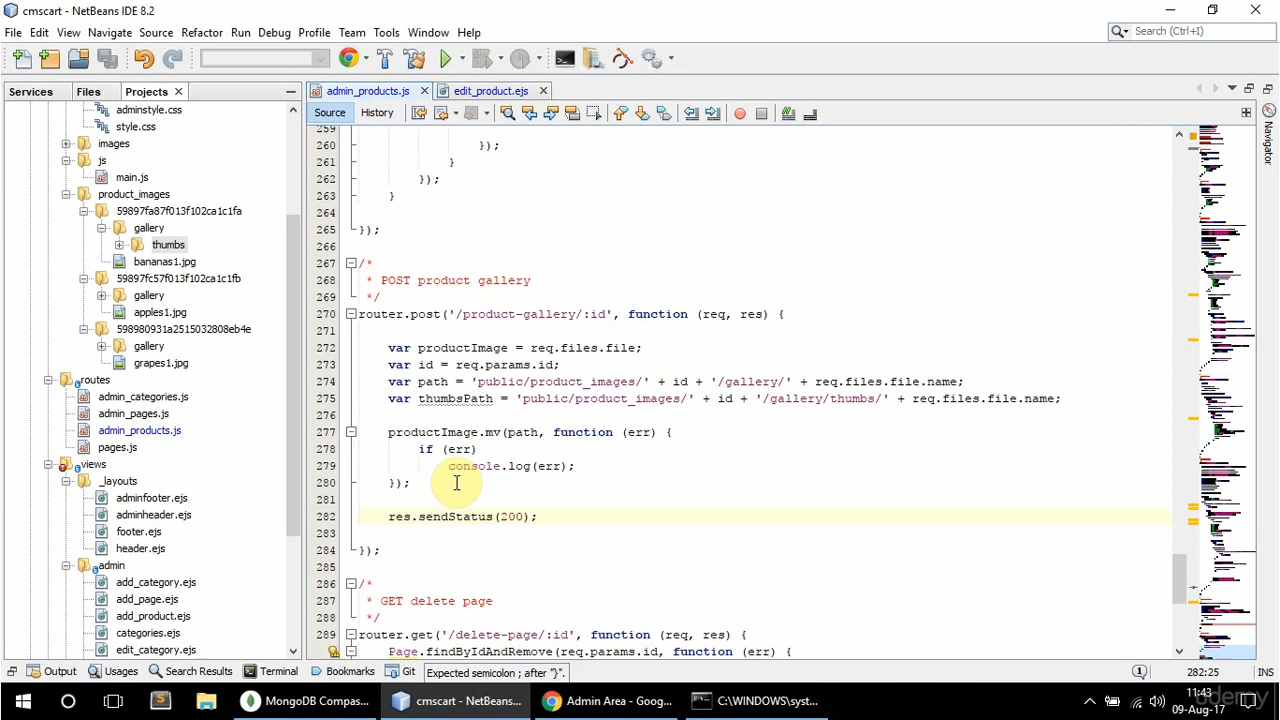 cmscart - NetBeans IDE 8.2
File Edit View Navigate Source Refactor Run Debug Profile Team Tools Window Help
Search (Ctrl+I)
Services Files Projects
admin_products.js edit_product.ejs
Source History
Navigator
adminstyle.css
style.css
images
js
main.js
product_images
59897fa87f013f102ca1c1fa
gallery
thumbs
bananas1.jpg
59897fc57f013f102ca1c1fb
gallery
apples1.jpg
598980931a2515032808eb4e
gallery
grapes1.jpg
routes
admin_categories.js
admin_pages.js
admin_products.js
pages.js
views
_layouts
adminfooter.ejs
adminheader.ejs
footer.ejs
header.ejs
admin
add_category.ejs
add_page.ejs
add_product.ejs
categories.ejs
edit_category.ejs
259
260 });
261 }
262 });
263 }
264
265 });
266
267 /*
268 * POST product gallery
269 */
270 router.post('/product-gallery/:id', function (req, res) {
271
272 var productImage = req.files.file;
273 var id = req.params.id;
274 var path = 'public/product_images/' + id + '/gallery/' + req.files.file.name;
275 var thumbsPath = 'public/product_images/' + id + '/gallery/thumbs/' + req.files.file.name;
276
277 productImage.mv(path, function (err) {
278 if (err)
279 console.log(err);
280 });
281
282 res.sendStatus(200);
283
284 });
285
286 /*
287 * GET delete page
288 */
289 router.get('/delete-page/:id', function (req, res) {
Page.findByIdAndRemove(req.params.id, function (err) {
Output Usages Search Results Terminal Bookmarks Git Expected semicolon ; after "}". 1 282:25 INS
MongoDB Compas... cmscart - NetBeans I... Admin Area - Goog... C:\WINDOWS\syst...
11:43
09-Aug-17
udemy